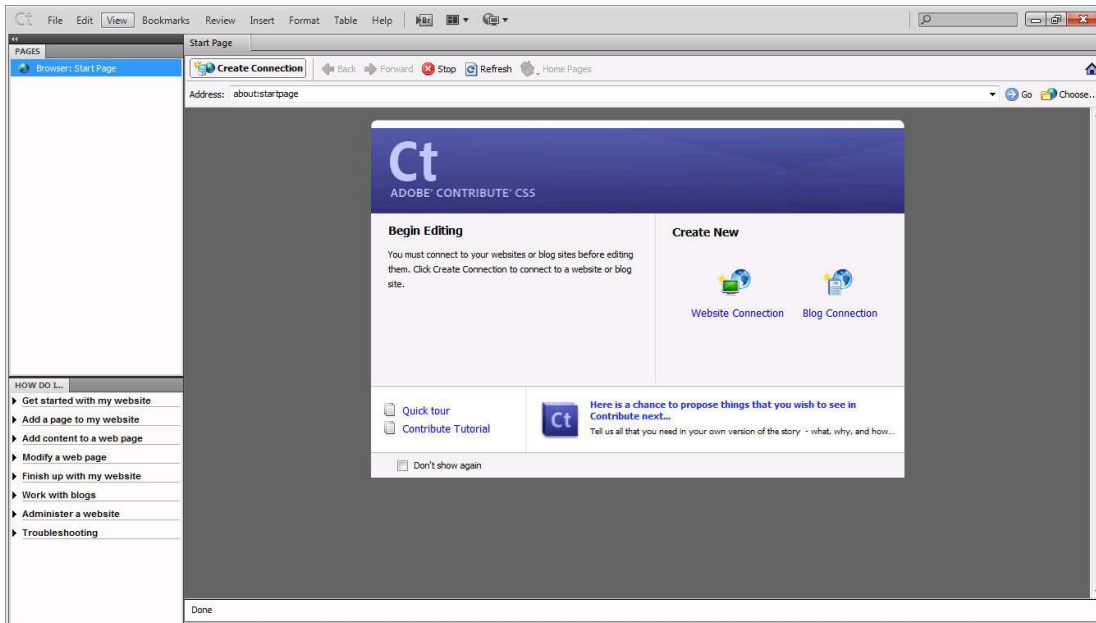 Ct File Edit View Bookmarks Review Insert Format Table Help Br
PAGES
Browser: Start Page
Start Page
Create Connection Back Forward Stop Refresh Home Pages
Address: about:startpage Go Choose...
Ct
ADOBE® CONTRIBUTE® CS5
Begin Editing
You must connect to your websites or blog sites before editing
them. Click Create Connection to connect to a website or blog
site.
Create New
Website Connection Blog Connection
Quick tour
Contribute Tutorial
Ct
Here is a chance to propose things that you wish to see in
Contribute next...
Tell us all that you need in your own version of the story - what, why, and how...
Don't show again
HOW DO I...
Get started with my website
Add a page to my website
Add content to a web page
Modify a web page
Finish up with my website
Work with blogs
Administer a website
Troubleshooting
Done